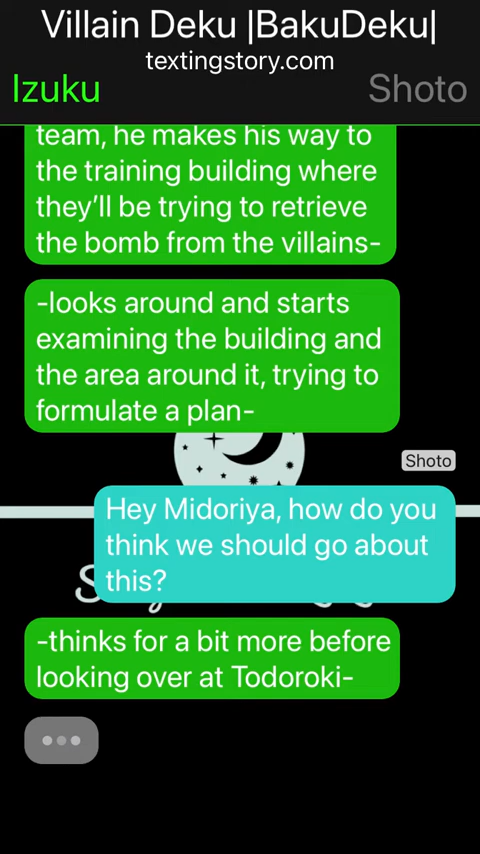 Villain Deku |BakuDeku|
textingstory.com
Izuku
Shoto
team, he makes his way to
the training building where
they'll be trying to retrieve
the bomb from the villains-
-looks around and starts
examining the building and
the area around it, trying to
formulate a plan-
Shoto
Hey Midoriya, how do you
think we should go about
this?
-thinks for a bit more before
looking over at Todoroki-